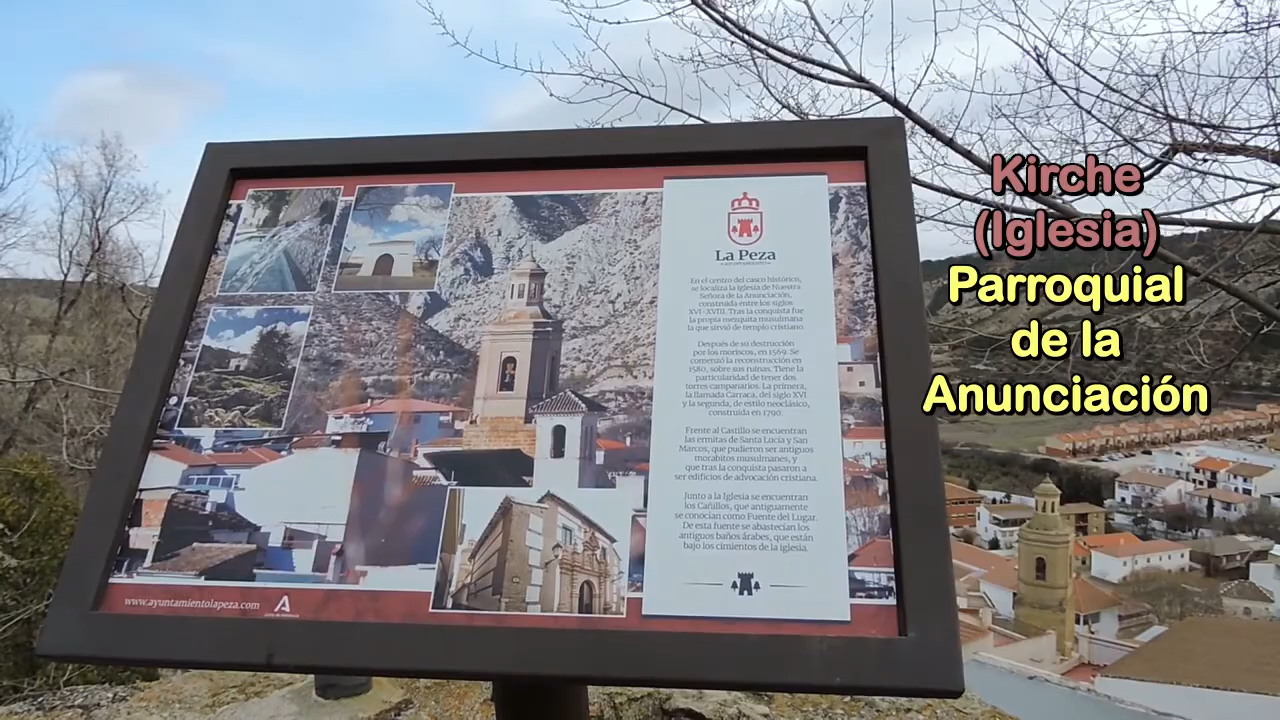 La Peza
En el centro del casco histórico,
se localiza la iglesia de Nuestra
Señora de la Anunciación,
construida entre los siglos
XVI-XVIII. Tras la conquista fue
la propia mezquita musulmana
la que sirvió de templo cristiano.
Después de su destrucción
por los moriscos, en 1569. Se
comenzó la reconstrucción en
1580, sobre sus ruinas. Tiene la
particularidad de tener dos
torres campanarios. La primera,
la llamada Carraca, del siglo XVI
y la segunda, de estilo neoclásico,
construida en 1790.
Frente al Castillo se encuentran
las ermitas de Santa Lucía y San
Marcos, que pudieron ser antiguos
morabitos musulmanes, y
que tras la conquista pasaron a
ser edificios de advocación cristiana.
Junto a la Iglesia se encuentran
los Cañillos, que antiguamente
se conocían como Fuente del Lugar.
De esta fuente se abastecían los
antiguos baños árabes, que están
bajo los cimientos de la iglesia.
www.ayuntamientolapeza.com
Kirche
(Iglesia)
Parroquial
de la
Anunciación